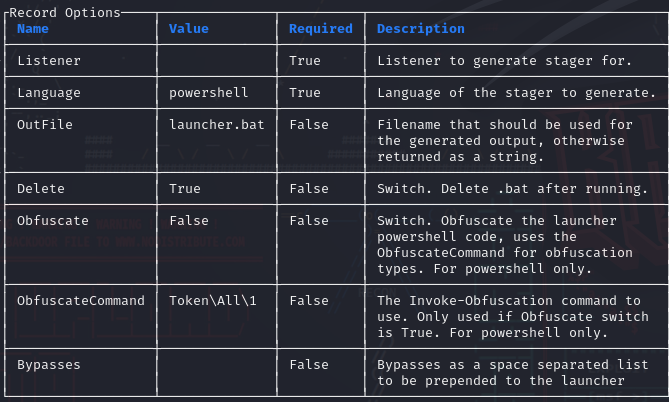 Record Options
Name Value Required Description
Listener True Listener to generate stager for.
Language powershell True Language of the stager to generate.
OutFile launcher.bat False Filename that should be used for
the generated output, otherwise
returned as a string.
Delete True False Switch. Delete .bat after running.
Obfuscate False False Switch. Obfuscate the launcher
powershell code, uses the
ObfuscateCommand for obfuscation
types. For powershell only.
ObfuscateCommand Token\All\1 False The Invoke-Obfuscation command to
use. Only used if Obfuscate switch
is True. For powershell only.
Bypasses False Bypasses as a space separated list
to be prepended to the launcher